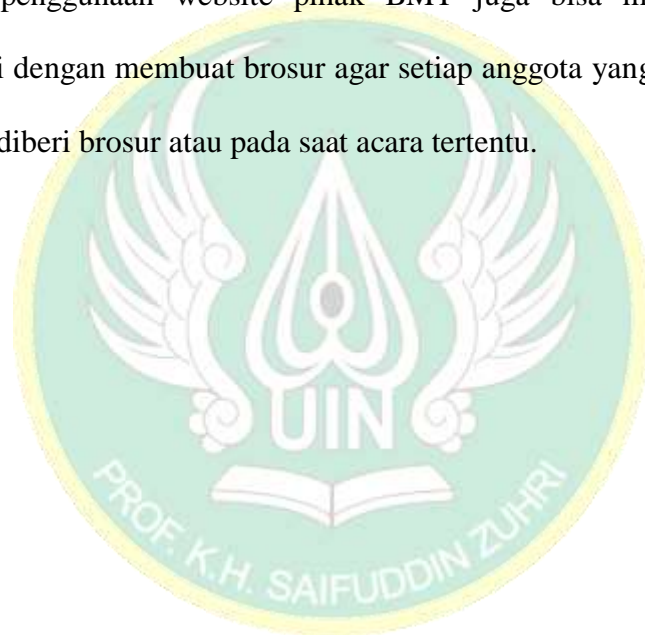 penggunaan website pihak BMT juga bisa
i dengan membuat brosur agar setiap anggota yang
diberi brosur atau pada saat acara tertentu.
UIN
PROF. K.H. SAIFUDDIN ZUHRI